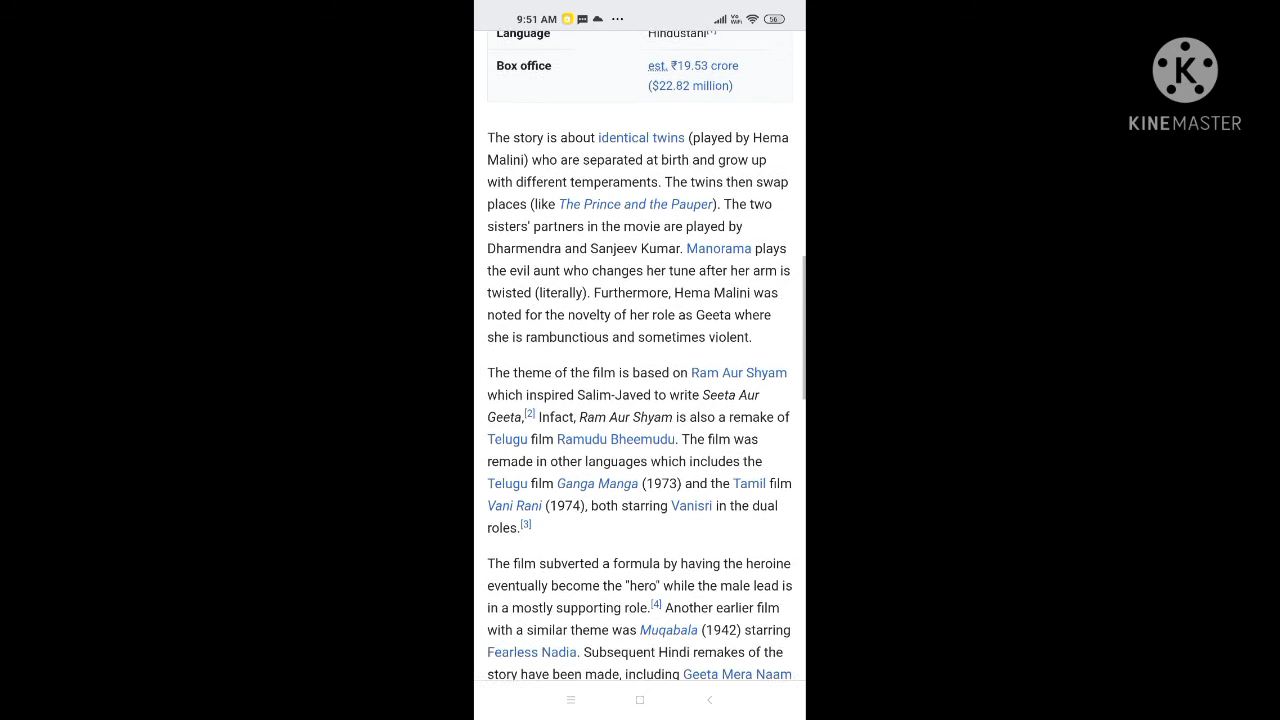 9:51 AM
Vo
WiFi
56
Language Hindustani[1]
Box office est. ₹19.53 crore
($22.82 million)
The story is about identical twins (played by Hema
Malini) who are separated at birth and grow up
with different temperaments. The twins then swap
places (like The Prince and the Pauper). The two
sisters' partners in the movie are played by
Dharmendra and Sanjeev Kumar. Manorama plays
the evil aunt who changes her tune after her arm is
twisted (literally). Furthermore, Hema Malini was
noted for the novelty of her role as Geeta where
she is rambunctious and sometimes violent.
The theme of the film is based on Ram Aur Shyam
which inspired Salim-Javed to write Seeta Aur
Geeta,[2] Infact, Ram Aur Shyam is also a remake of
Telugu film Ramudu Bheemudu. The film was
remade in other languages which includes the
Telugu film Ganga Manga (1973) and the Tamil film
Vani Rani (1974), both starring Vanisri in the dual
roles.[3]
The film subverted a formula by having the heroine
eventually become the "hero" while the male lead is
in a mostly supporting role.[4] Another earlier film
with a similar theme was Muqabala (1942) starring
Fearless Nadia. Subsequent Hindi remakes of the
story have been made, including Geeta Mera Naam
K
KINEMASTER